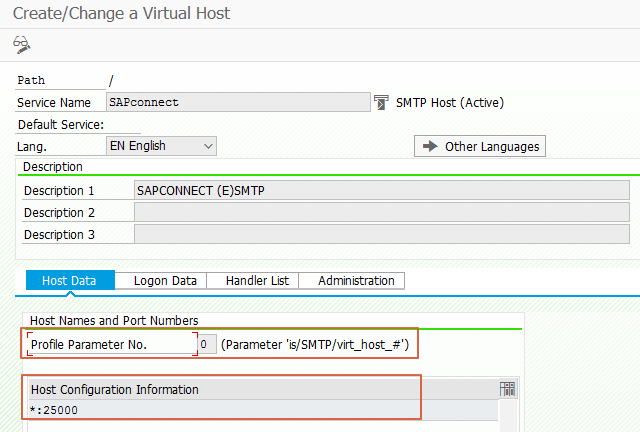 Create/Change a Virtual Host
Path /
Service Name SAPconnect SMTP Host (Active)
Default Service:
Lang. EN English Other Languages
Description
Description 1 SAPCONNECT (E)SMTP
Description 2
Description 3
Host Data Logon Data Handler List Administration
Host Names and Port Numbers
Profile Parameter No. 0 (Parameter 'is/SMTP/virt_host_#')
Host Configuration Information
*:25000